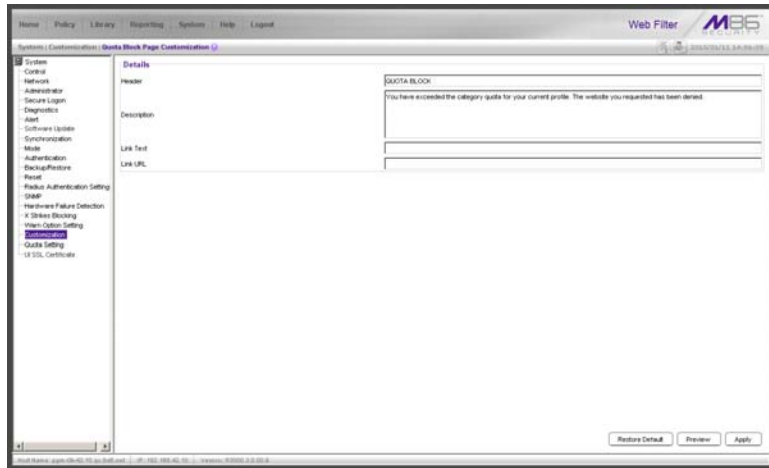 Home Policy Library Reporting System Help Logout
Web Filter
M86 SECURITY
System | Customization | Quota Block Page Customization
System
Control
Network
Administrator
Secure Logon
Diagnostics
Alert
Software Update
Synchronization
Mode
Authentication
Backup/Restore
Reset
Radius Authentication Setting
SNMP
Hardware Failure Detection
X Strikes Blocking
Warn Option Setting
Customization
Quota Setting
UI SSL Certificate
Details
Header
QUOTA BLOCK
Description
You have exceeded the category quota for your current profile. The website you requested has been denied.
Link Text
Link URL
Restore Default Preview Apply
Host Name: